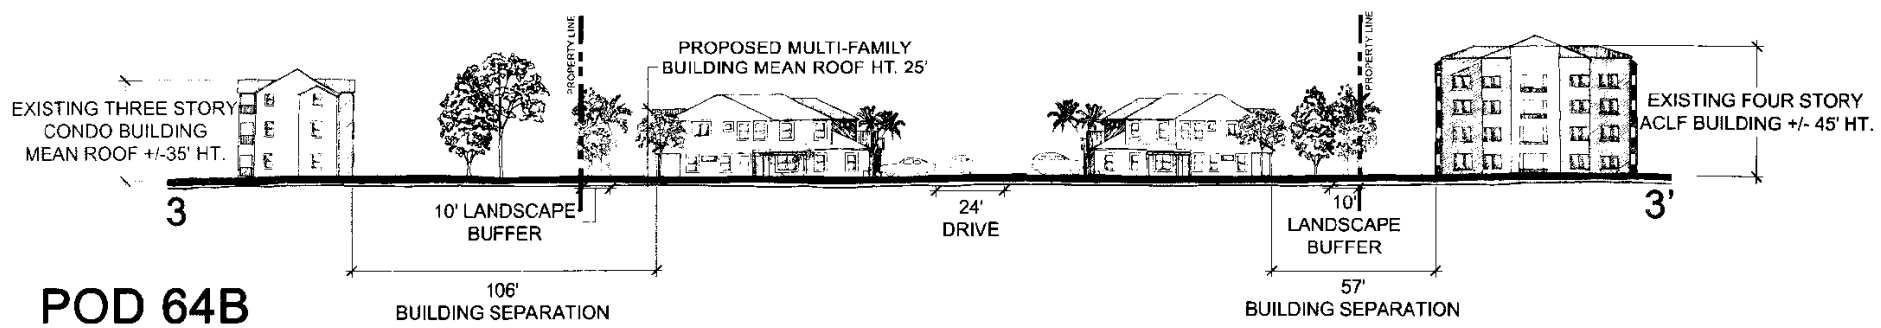 PROPERTY LINE
PROPERTY LINE
PROPOSED MULTI-FAMILY
BUILDING MEAN ROOF HT. 25'
EXISTING THREE STORY
CONDO BUILDING
MEAN ROOF +/-35' HT.
EXISTING FOUR STORY
ACLF BUILDING +/- 45' HT.
3
10' LANDSCAPE
BUFFER
24'
DRIVE
10'
LANDSCAPE
BUFFER
3'
106'
BUILDING SEPARATION
57'
BUILDING SEPARATION
POD 64B